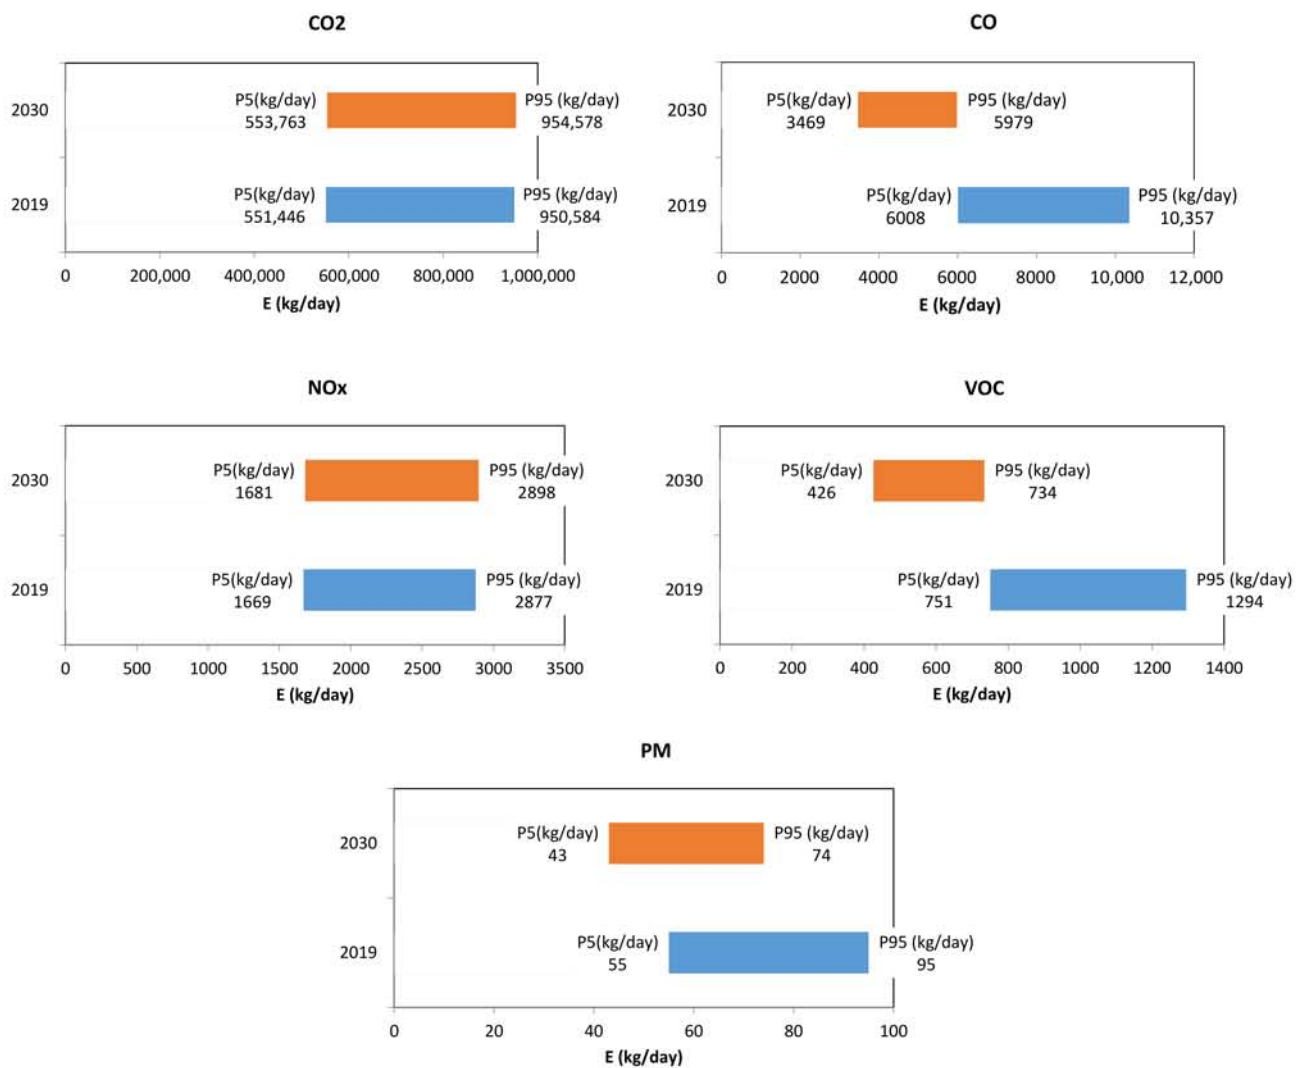 CO2
2030
P5(kg/day)
553,763
P95 (kg/day)
954,578
2019
P5(kg/day)
551,446
P95 (kg/day)
950,584
0 200,000 400,000 600,000 800,000 1,000,000
E (kg/day)
CO
2030
P5(kg/day)
3469
P95 (kg/day)
5979
2019
P5(kg/day)
6008
P95 (kg/day)
10,357
0 2000 4000 6000 8000 10,000 12,000
E (kg/day)
NOx
2030
P5(kg/day)
1681
P95 (kg/day)
2898
2019
P5(kg/day)
1669
P95 (kg/day)
2877
0 500 1000 1500 2000 2500 3000 3500
E (kg/day)
VOC
2030
P5(kg/day)
426
P95 (kg/day)
734
2019
P5(kg/day)
751
P95 (kg/day)
1294
0 200 400 600 800 1000 1200 1400
E (kg/day)
PM
2030
P5(kg/day)
43
P95 (kg/day)
74
2019
P5(kg/day)
55
P95 (kg/day)
95
0 20 40 60 80 100
E (kg/day)